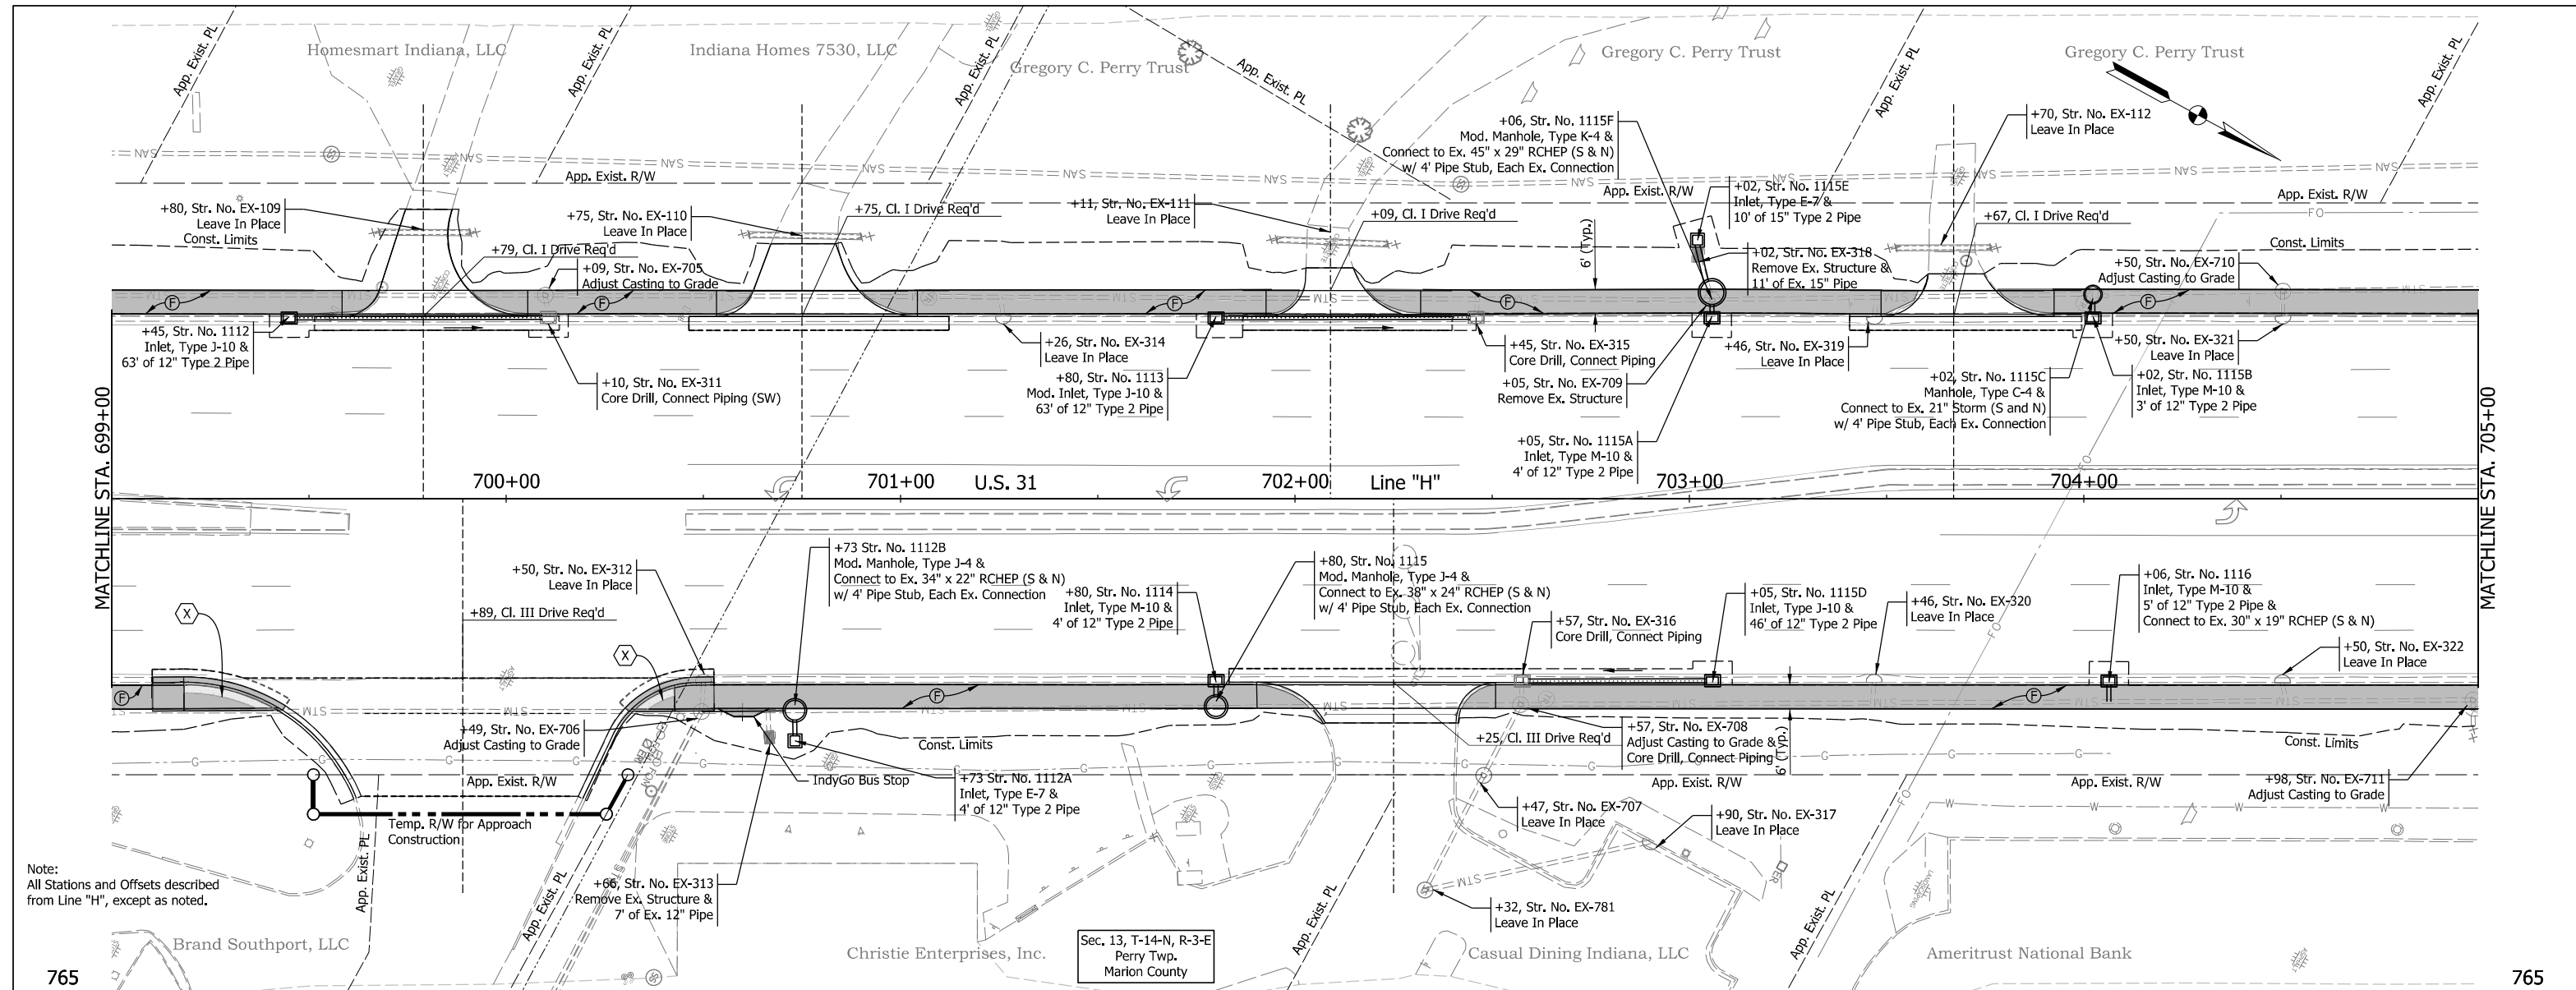 Homesmart Indiana, LLC
Indiana Homes 7530, LLC
Gregory C. Perry Trust
Gregory C. Perry Trust
Gregory C. Perry Trust
App. Exist. PL
App. Exist. PL
App. Exist. PL
App. Exist. PL
App. Exist. PL
App. Exist. PL
+06, Str. No. 1115F
Mod. Manhole, Type K-4 &
Connect to Ex. 45" x 29" RCHEP (S & N)
w/ 4' Pipe Stub, Each Ex. Connection
+70, Str. No. EX-112
Leave In Place
App. Exist. R/W
App. Exist. R/W
App. Exist. R/W
+80, Str. No. EX-109
Leave In Place
Const. Limits
+75, Str. No. EX-110
Leave In Place
+75, Cl. I Drive Req'd
+11, Str. No. EX-111
Leave In Place
+09, Cl. I Drive Req'd
+02, Str. No. 1115E
Inlet, Type E-7 &
10' of 15" Type 2 Pipe
+67, Cl. I Drive Req'd
FO
Const. Limits
+79, Cl. I Drive Req'd
+09, Str. No. EX-705
Adjust Casting to Grade
6' (Typ.)
+02, Str. No. EX-318
Remove Ex. Structure &
11' of Ex. 15" Pipe
+50, Str. No. EX-710
Adjust Casting to Grade
F
F
F
F
F
+45, Str. No. 1112
Inlet, Type J-10 &
63' of 12" Type 2 Pipe
+10, Str. No. EX-311
Core Drill, Connect Piping (SW)
+26, Str. No. EX-314
Leave In Place
+80, Str. No. 1113
Mod. Inlet, Type J-10 &
63' of 12" Type 2 Pipe
+45, Str. No. EX-315
Core Drill, Connect Piping
+05, Str. No. EX-709
Remove Ex. Structure
+05, Str. No. 1115A
Inlet, Type M-10 &
4' of 12" Type 2 Pipe
+46, Str. No. EX-319
Leave In Place
+02, Str. No. 1115C
Manhole, Type C-4 &
Connect to Ex. 21" Storm (S and N)
w/ 4' Pipe Stub, Each Ex. Connection
+50, Str. No. EX-321
Leave In Place
+02, Str. No. 1115B
Inlet, Type M-10 &
3' of 12" Type 2 Pipe
MATCHLINE STA. 699+00
MATCHLINE STA. 705+00
700+00
701+00
U.S. 31
702+00
Line "H"
703+00
704+00
+50, Str. No. EX-312
Leave In Place
+89, Cl. III Drive Req'd
+73 Str. No. 1112B
Mod. Manhole, Type J-4 &
Connect to Ex. 34" x 22" RCHEP (S & N)
w/ 4' Pipe Stub, Each Ex. Connection
+80, Str. No. 1114
Inlet, Type M-10 &
4' of 12" Type 2 Pipe
+80, Str. No. 1115
Mod. Manhole, Type J-4 &
Connect to Ex. 38" x 24" RCHEP (S & N)
w/ 4' Pipe Stub, Each Ex. Connection
+57, Str. No. EX-316
Core Drill, Connect Piping
+05, Str. No. 1115D
Inlet, Type J-10 &
46' of 12" Type 2 Pipe
+46, Str. No. EX-320
Leave In Place
+06, Str. No. 1116
Inlet, Type M-10 &
5' of 12" Type 2 Pipe &
Connect to Ex. 30" x 19" RCHEP (S & N)
+50, Str. No. EX-322
Leave In Place
X
X
F
F
F
+49, Str. No. EX-706
Adjust Casting to Grade
Const. Limits
IndyGo Bus Stop
+73 Str. No. 1112A
Inlet, Type E-7 &
4' of 12" Type 2 Pipe
+25, Cl. III Drive Req'd
+57, Str. No. EX-708
Adjust Casting to Grade &
Core Drill, Connect Piping
6' (Typ.)
Const. Limits
App. Exist. R/W
App. Exist. R/W
App. Exist. R/W
+98, Str. No. EX-711
Adjust Casting to Grade
+47, Str. No. EX-707
Leave In Place
+90, Str. No. EX-317
Leave In Place
Temp. R/W for Approach
Construction
Note:
All Stations and Offsets described
from Line "H", except as noted.
App. Exist. PL
App. Exist. PL
+66, Str. No. EX-313
Remove Ex. Structure &
7' of Ex. 12" Pipe
+32, Str. No. EX-781
Leave In Place
App. Exist. PL
App. Exist. PL
Brand Southport, LLC
Christie Enterprises, Inc.
Sec. 13, T-14-N, R-3-E
Perry Twp.
Marion County
Casual Dining Indiana, LLC
Ameritrust National Bank
765
765